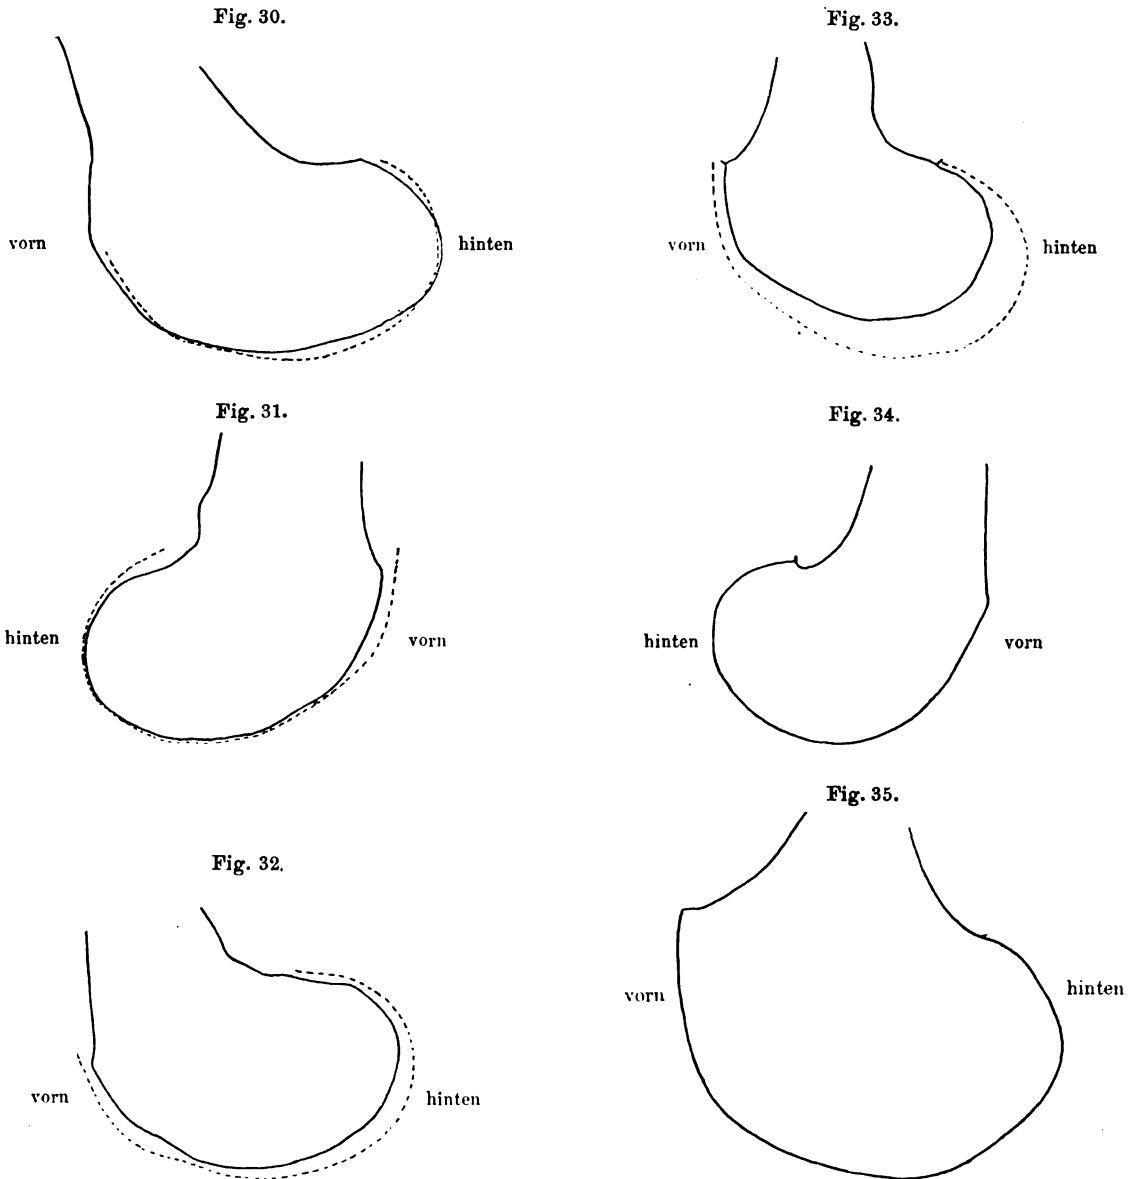 Fig. 30.
vorn
hinten
Fig. 31.
hinten
vorn
Fig. 32.
vorn
hinten
Fig. 33.
vorn
hinten
Fig. 34.
hinten
vorn
Fig. 35.
vorn
hinten